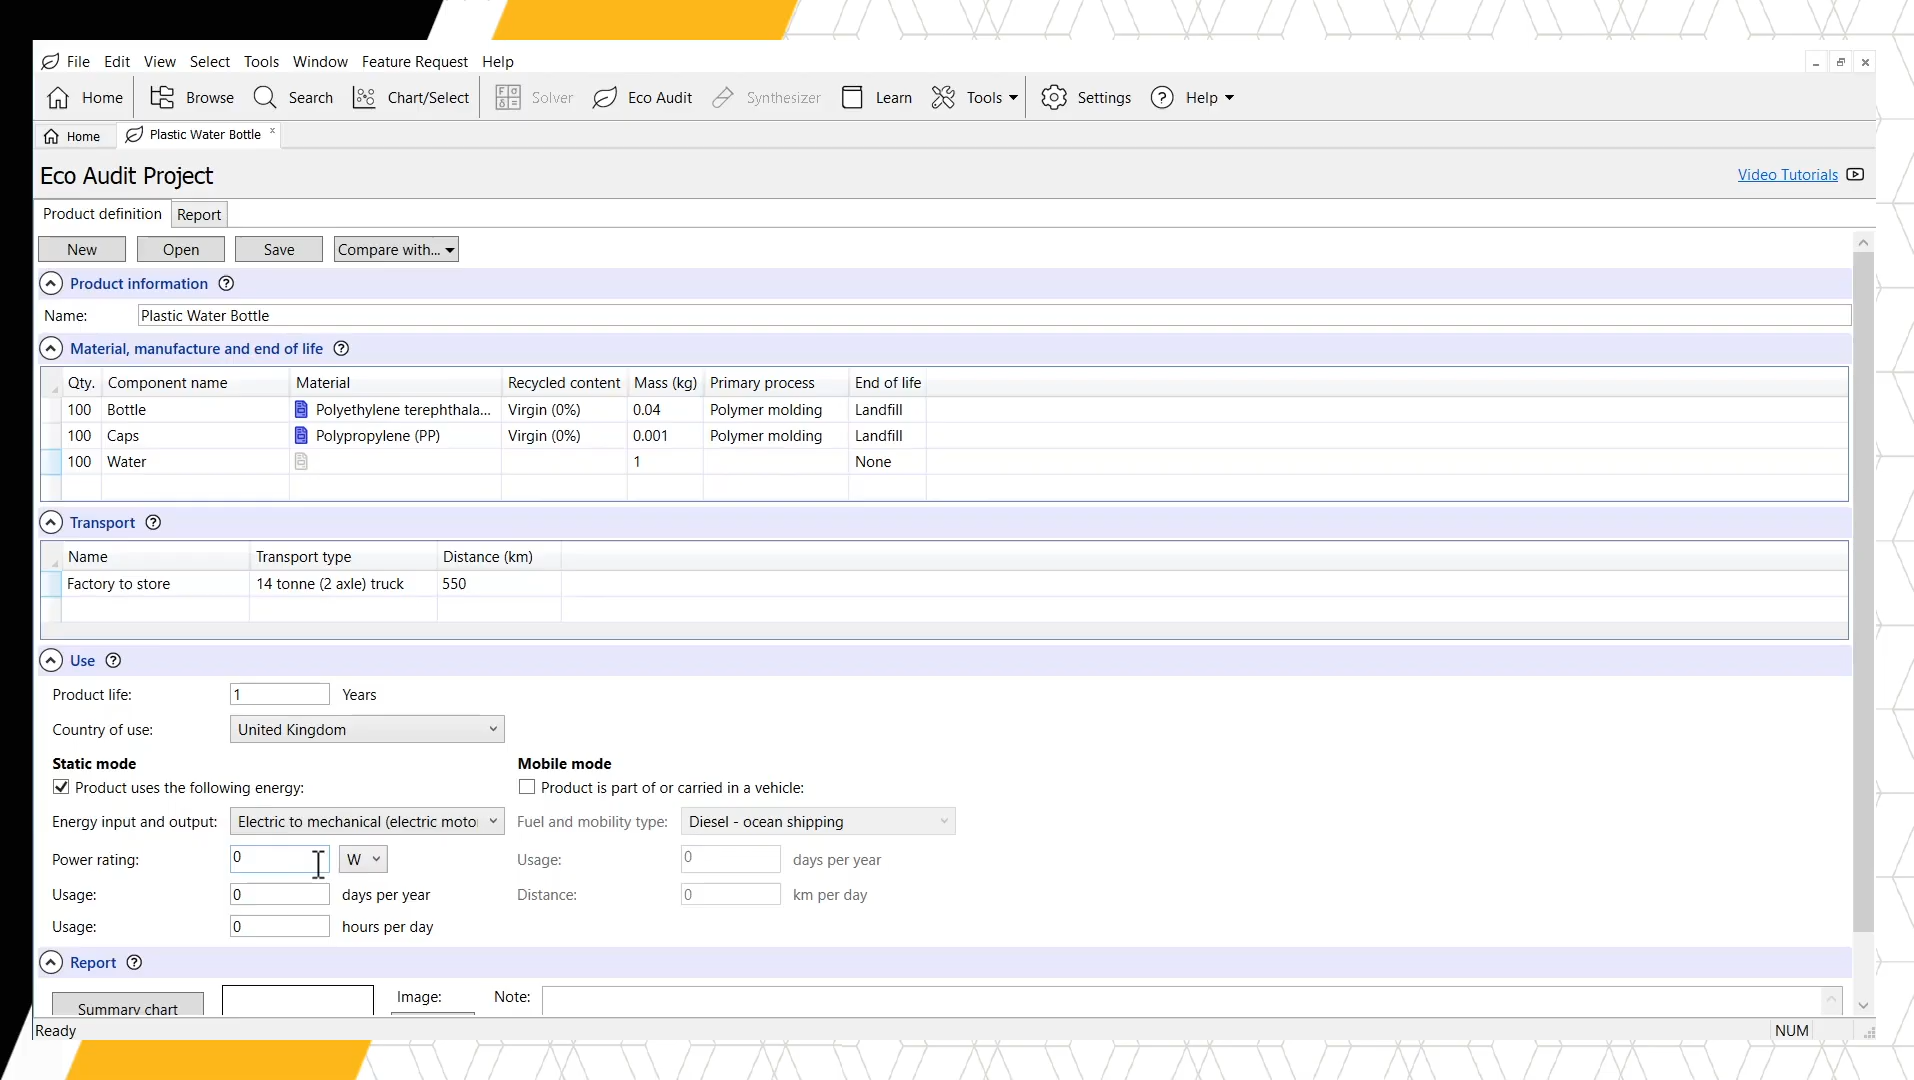 File Edit View Select Tools Window Feature Request Help
Home Browse Search Chart/Select Solver Eco Audit Synthesizer Learn Tools Settings Help
Home Plastic Water Bottle
Eco Audit Project Video Tutorials
Product definition Report
New Open Save Compare with...
Product information
Name: Plastic Water Bottle
Material, manufacture and end of life
Qty. Component name Material Recycled content Mass (kg) Primary process End of life
100 Bottle Polyethylene terephthala... Virgin (0%) 0.04 Polymer molding Landfill
100 Caps Polypropylene (PP) Virgin (0%) 0.001 Polymer molding Landfill
100 Water 1 None
Transport
Name Transport type Distance (km)
Factory to store 14 tonne (2 axle) truck 550
Use
Product life: 1 Years
Country of use: United Kingdom
Static mode Mobile mode
Product uses the following energy: Product is part of or carried in a vehicle:
Energy input and output: Electric to mechanical (electric moto Fuel and mobility type: Diesel - ocean shipping
Power rating: 0 W Usage: 0 days per year
Usage: 0 days per year Distance: 0 km per day
Usage: 0 hours per day
Report
Summary chart Image: Note:
Ready NUM